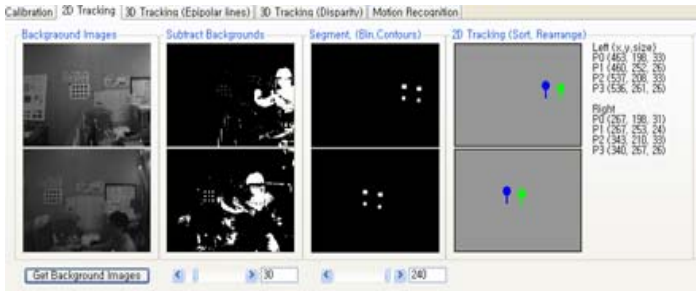 Calibration
2D Tracking
3D Tracking (Epipolar lines)
3D Tracking (Disparity)
Motion Recognition
Background Images
Subtract Backgrounds
Segment, (Bin,Contours)
2D Tracking (Sort, Rearrange)
Left (x,y,size)
P0 (463, 198, 33)
P1 (460, 252, 26)
P2 (537, 208, 33)
P3 (536, 261, 26)
Right
P0 (267, 198, 31)
P1 (267, 253, 24)
P2 (343, 210, 33)
P3 (340, 267, 26)
Get Background Images
30
240